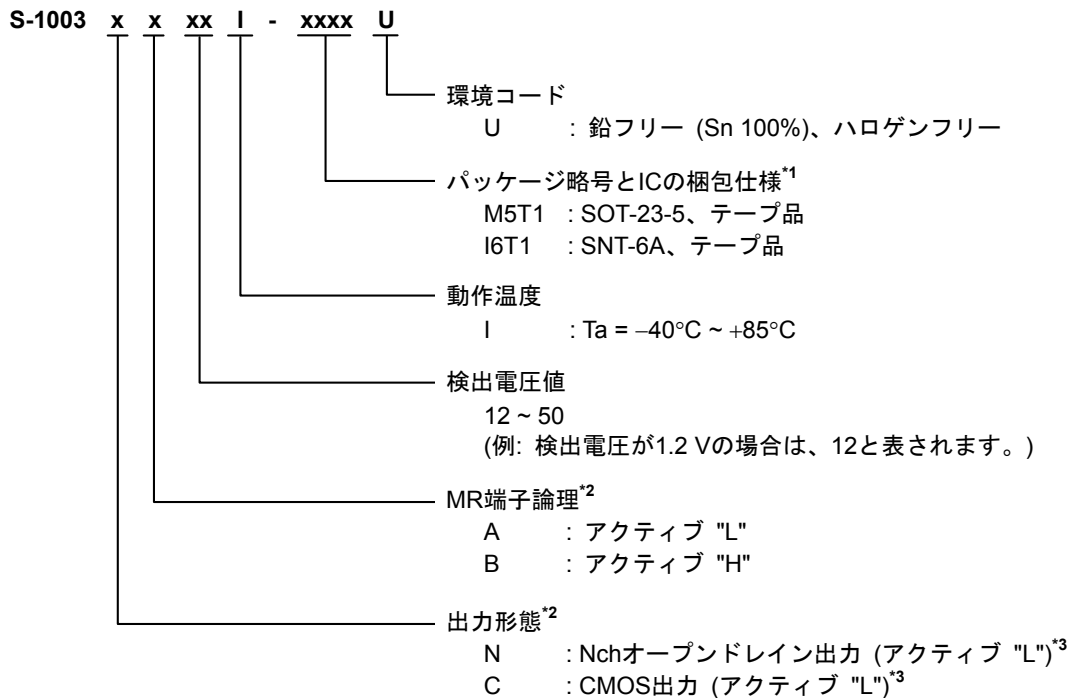 S-1003 x x xx I - xxxx U
環境コード
U : 鉛フリー (Sn 100%)、ハロゲンフリー
パッケージ略号とICの梱包仕様*1
M5T1 : SOT-23-5、テープ品
I6T1 : SNT-6A、テープ品
動作温度
I : Ta = −40°C ~ +85°C
検出電圧値
12 ~ 50
(例: 検出電圧が1.2 Vの場合は、12と表されます。)
MR端子論理*2
A : アクティブ "L"
B : アクティブ "H"
出力形態*2
N : Nchオープンドレイン出力 (アクティブ "L")*3
C : CMOS出力 (アクティブ "L")*3